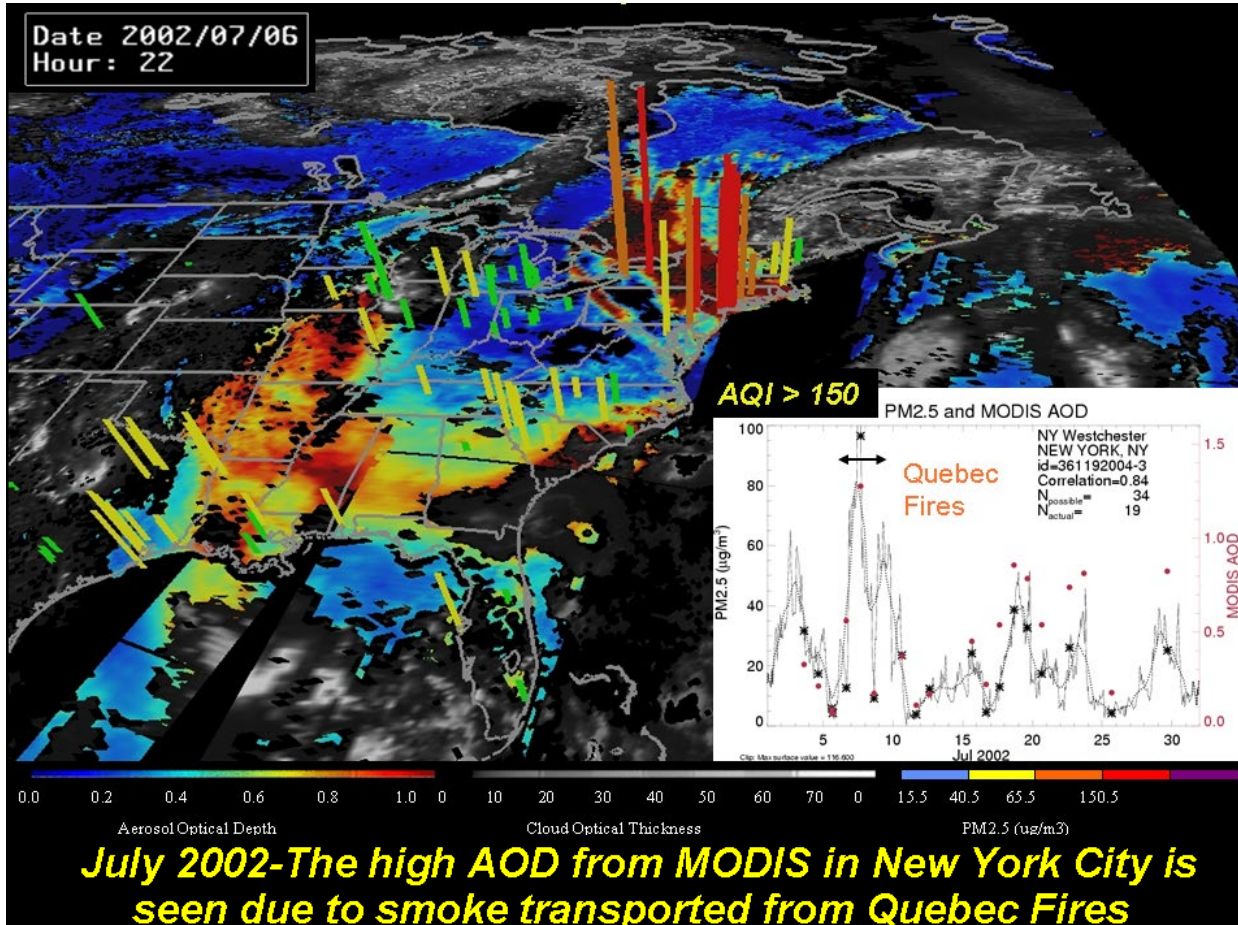 Date 2002/07/06
Hour: 22
AQI > 150
PM2.5 and MODIS AOD
NY Westchester
NEW YORK, NY
id=361192004-3
Correlation=0.84
Npossible= 34
Nactual= 19
Quebec
Fires
100
80
60
40
20
0
PM2.5 (µg/m3)
1.5
1.0
0.5
0.0
MODIS AOD
5 10 15 20 25 30
Jul 2002
Clip: Max surface value = 116.600
0.0 0.2 0.4 0.6 0.8 1.0 0 10 20 30 40 50 60 70 0 15.5 40.5 65.5 150.5
Aerosol Optical Depth Cloud Optical Thickness PM2.5 (ug/m3)
July 2002-The high AOD from MODIS in New York City is
seen due to smoke transported from Quebec Fires